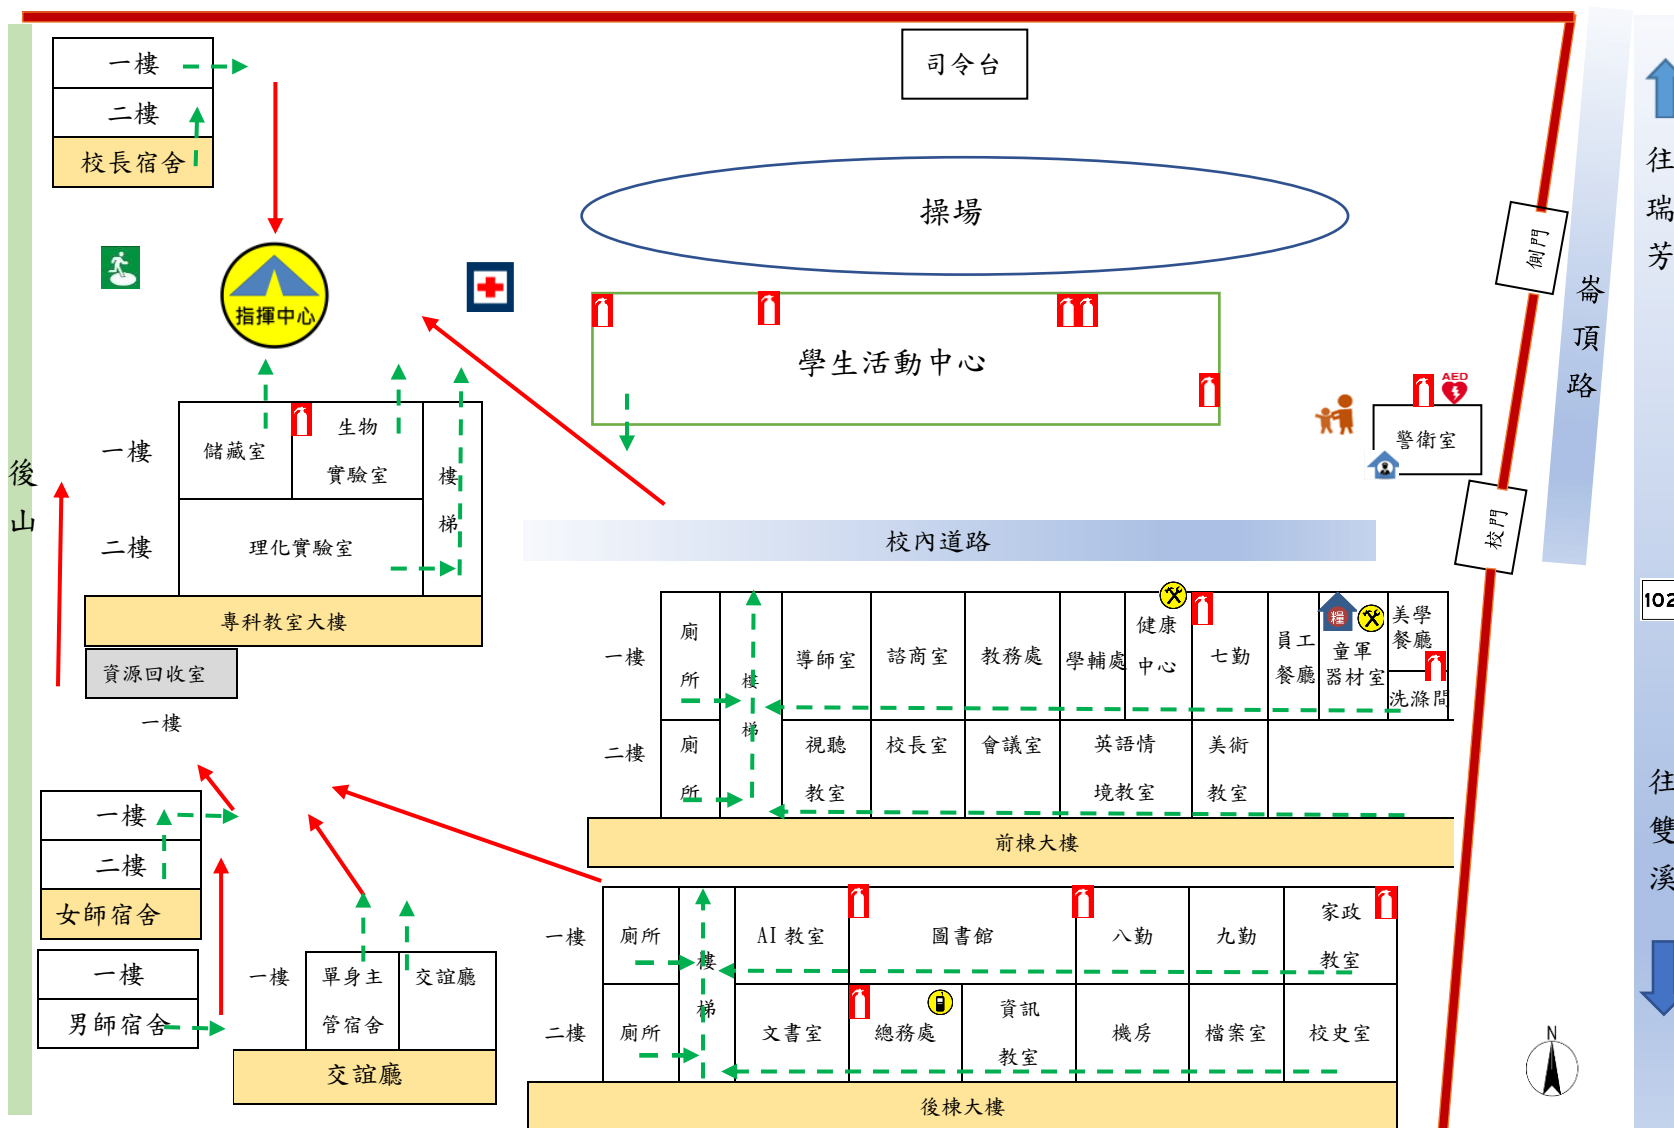 司令台
一樓
二樓
校長宿舍
往瑞芳
操場
側門
崙頂路
指揮中心
學生活動中心
AED
警衛室
後山
一樓
儲藏室
生物
實驗室
樓梯
二樓
理化實驗室
專科教室大樓
資源回收室
一樓
校內道路
校門
102
一樓
廁所
樓梯
導師室
諮商室
教務處
學輔處
健康
中心
七勤
員工
餐廳
糧
童軍
器材室
美學
餐廳
洗滌間
二樓
廁所
視聽
教室
校長室
會議室
英語情
境教室
美術
教室
前棟大樓
往雙溪
一樓
二樓
女師宿舍
一樓
男師宿舍
一樓
單身主
管宿舍
交誼廳
交誼廳
一樓
廁所
樓梯
AI教室
圖書館
八勤
九勤
家政
教室
二樓
廁所
文書室
總務處
資訊
教室
機房
檔案室
校史室
後棟大樓
N